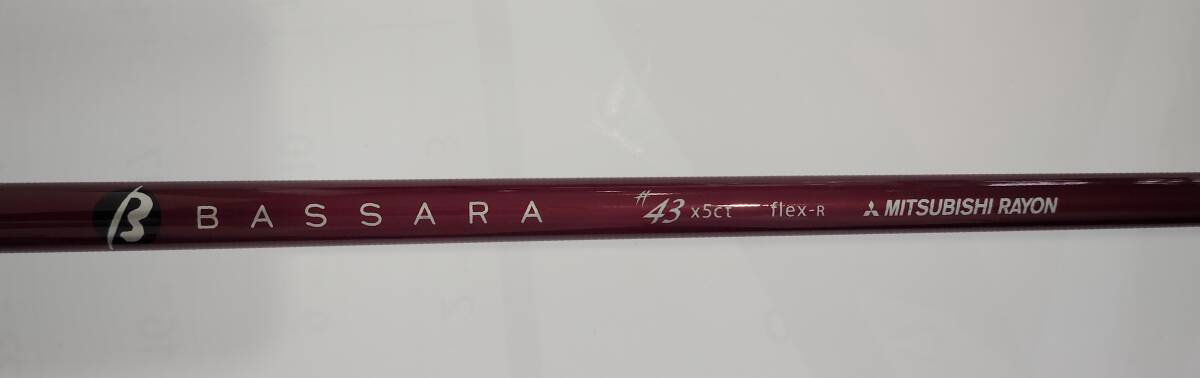 β BASSARA #43 x5ct flex-R MITSUBISHI RAYON